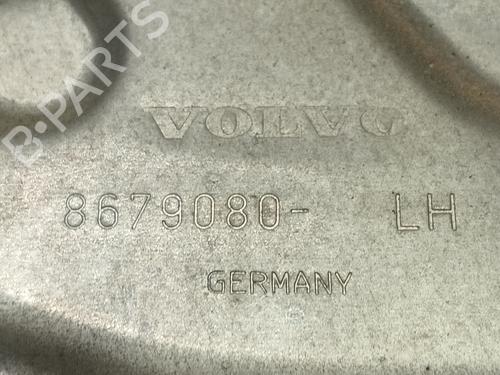 B-PARTS
VOLVO
8679080- LH
GERMANY